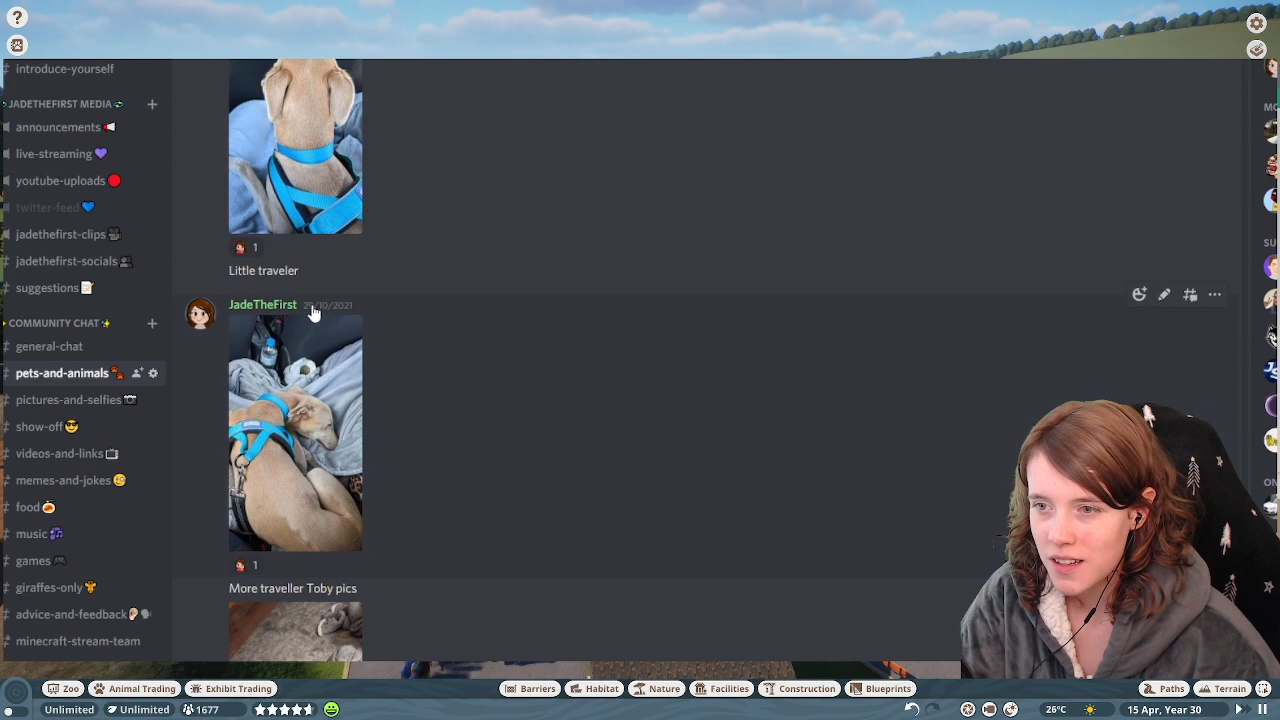 ?
# introduce-yourself
JADETHEFIRST MEDIA
announcements
live-streaming
youtube-uploads
twitter-feed
jadethefirst-clips
# jadethefirst-socials
# suggestions
COMMUNITY CHAT
# general-chat
# pets-and-animals
# pictures-and-selfies
# show-off
# videos-and-links
memes-and-jokes
# food
# music
# games
# giraffes-only
# advice-and-feedback
minecraft-stream-team
1
Little traveler
JadeTheFirst
/10/2021
1
More traveller Toby pics
Zoo
Animal Trading
Exhibit Trading
Barriers
Habitat
Nature
Facilities
Construction
Blueprints
Paths
Terrain
Unlimited
Unlimited
1677
26°C
15 Apr, Year 30